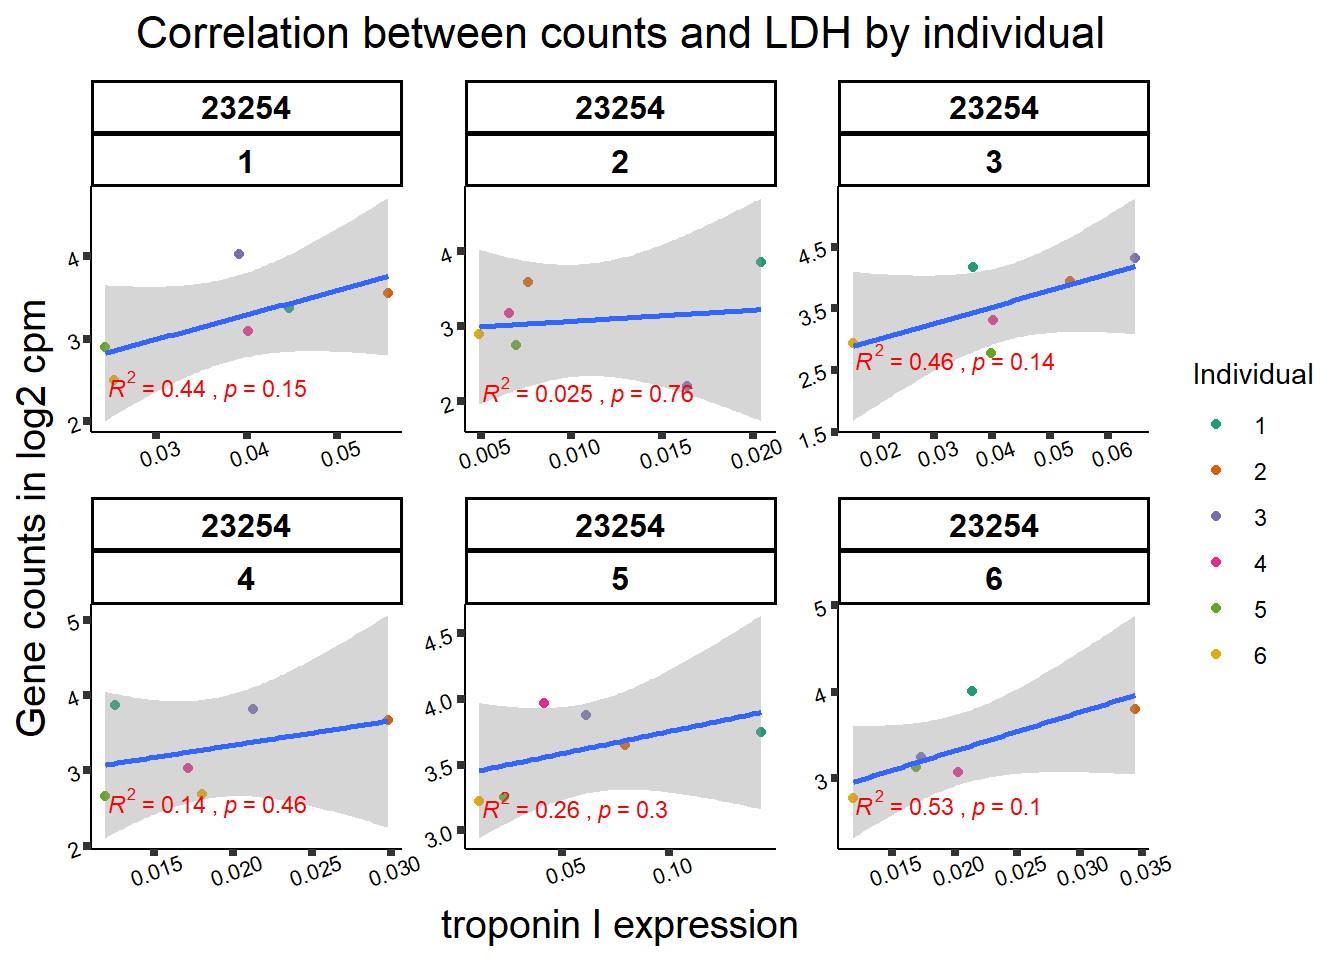 Correlation between counts and LDH by individual
23254 23254 23254
1 2 3
4
3
2
R² = 0.44 , p = 0.15
0.03 0.04 0.05
4
3
2
R² = 0.025 , p = 0.76
0.005 0.010 0.015 0.020
4.5
3.5
2.5
1.5
R² = 0.46 , p = 0.14
0.02 0.03 0.04 0.05 0.06
23254 23254 23254
4 5 6
5
4
3
2
R² = 0.14 , p = 0.46
0.015 0.020 0.025 0.030
4.5
4.0
3.5
3.0
R² = 0.26 , p = 0.3
0.05 0.10
5
4
3
R² = 0.53 , p = 0.1
0.015 0.020 0.025 0.030 0.035
Gene counts in log2 cpm
troponin I expression
Individual
1
2
3
4
5
6